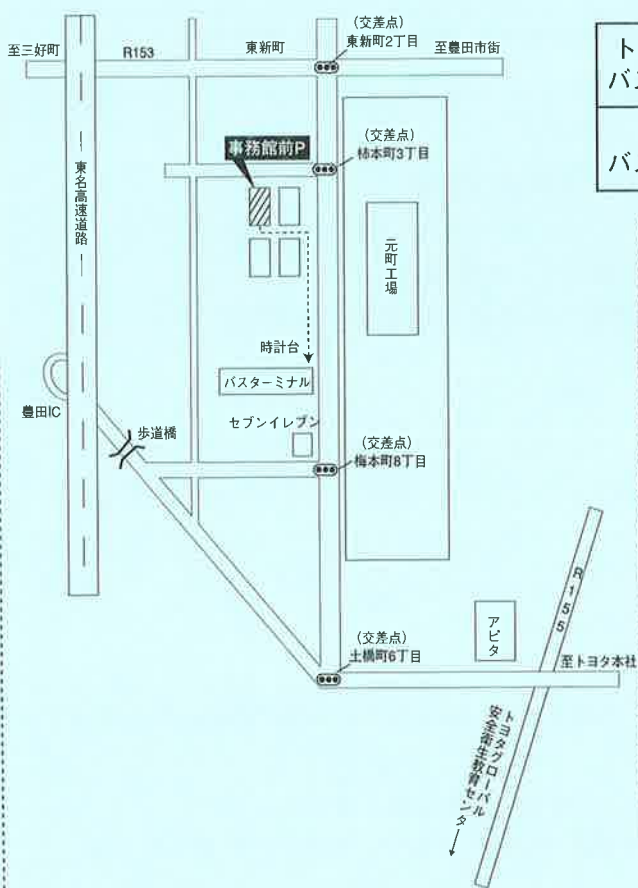 (交差点)
東新町2丁目
至三好町
R153
東新町
至豊田市街
ト
バ
バ
事務館前P
(交差点)
柿本町3丁目
東名高速道路
元町工場
時計台
バスターミナル
豊田IC
歩道橋
セブンイレブン
(交差点)
梅本町8丁目
R155
アピタ
(交差点)
土橋町6丁目
至トヨタ本社
トヨタグローバル
安全衛生教育センタ